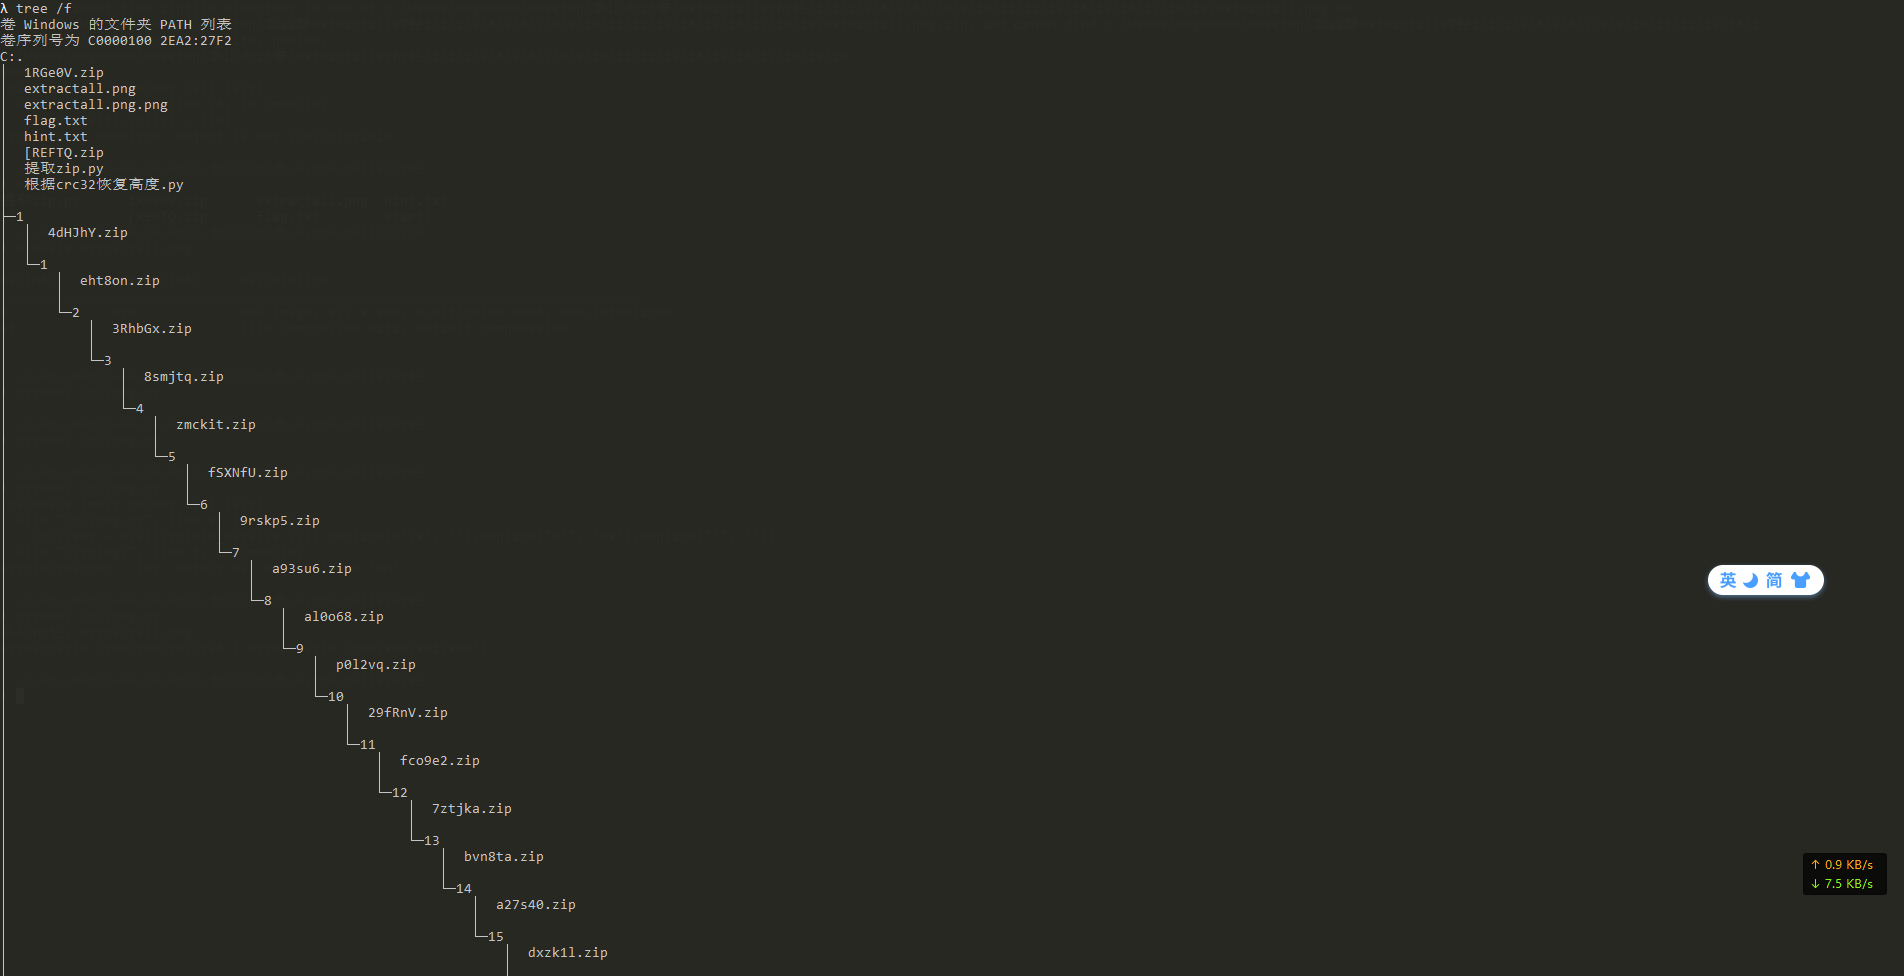 λ tree /f
卷 Windows 的文件夹 PATH 列表
卷序列号为 C0000100 2EA2:27F2
C:.
│  1RGe0V.zip
│  extractall.png
│  extractall.png.png
│  flag.txt
│  hint.txt
│  [REFTQ.zip
│  提取zip.py
│  根据crc32恢复高度.py
├─1
│  4dHJhY.zip
└─1
│  eht8on.zip
└─2
│  3RhbGx.zip
└─3
│  8smjtq.zip
└─4
│  zmckit.zip
└─5
│  fSXNfU.zip
└─6
│  9rskp5.zip
└─7
│  a93su6.zip
└─8
│  al0o68.zip
└─9
│  p0l2vq.zip
└─10
│  29fRnV.zip
└─11
│  fco9e2.zip
└─12
│  7ztjka.zip
└─13
│  bvn8ta.zip
└─14
│  a27s40.zip
└─15
│  dxzk1l.zip
英 简
↑ 0.9 KB/s
↓ 7.5 KB/s